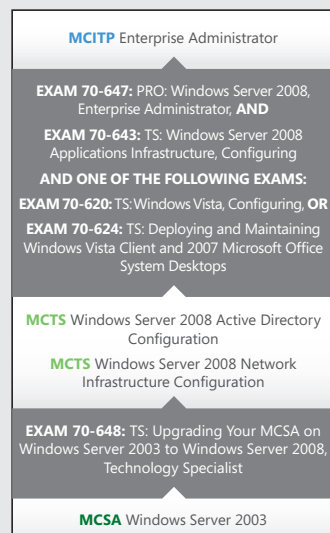 MCITP Enterprise Administrator
EXAM 70-647: PRO: Windows Server 2008,
Enterprise Administrator, AND
EXAM 70-643: TS: Windows Server 2008
Applications Infrastructure, Configuring
AND ONE OF THE FOLLOWING EXAMS:
EXAM 70-620: TS: Windows Vista, Configuring, OR
EXAM 70-624: TS: Deploying and Maintaining
Windows Vista Client and 2007 Microsoft Office
System Desktops
MCTS Windows Server 2008 Active Directory
Configuration
MCTS Windows Server 2008 Network
Infrastructure Configuration
EXAM 70-648: TS: Upgrading Your MCSA on
Windows Server 2003 to Windows Server 2008,
Technology Specialist
MCSA Windows Server 2003